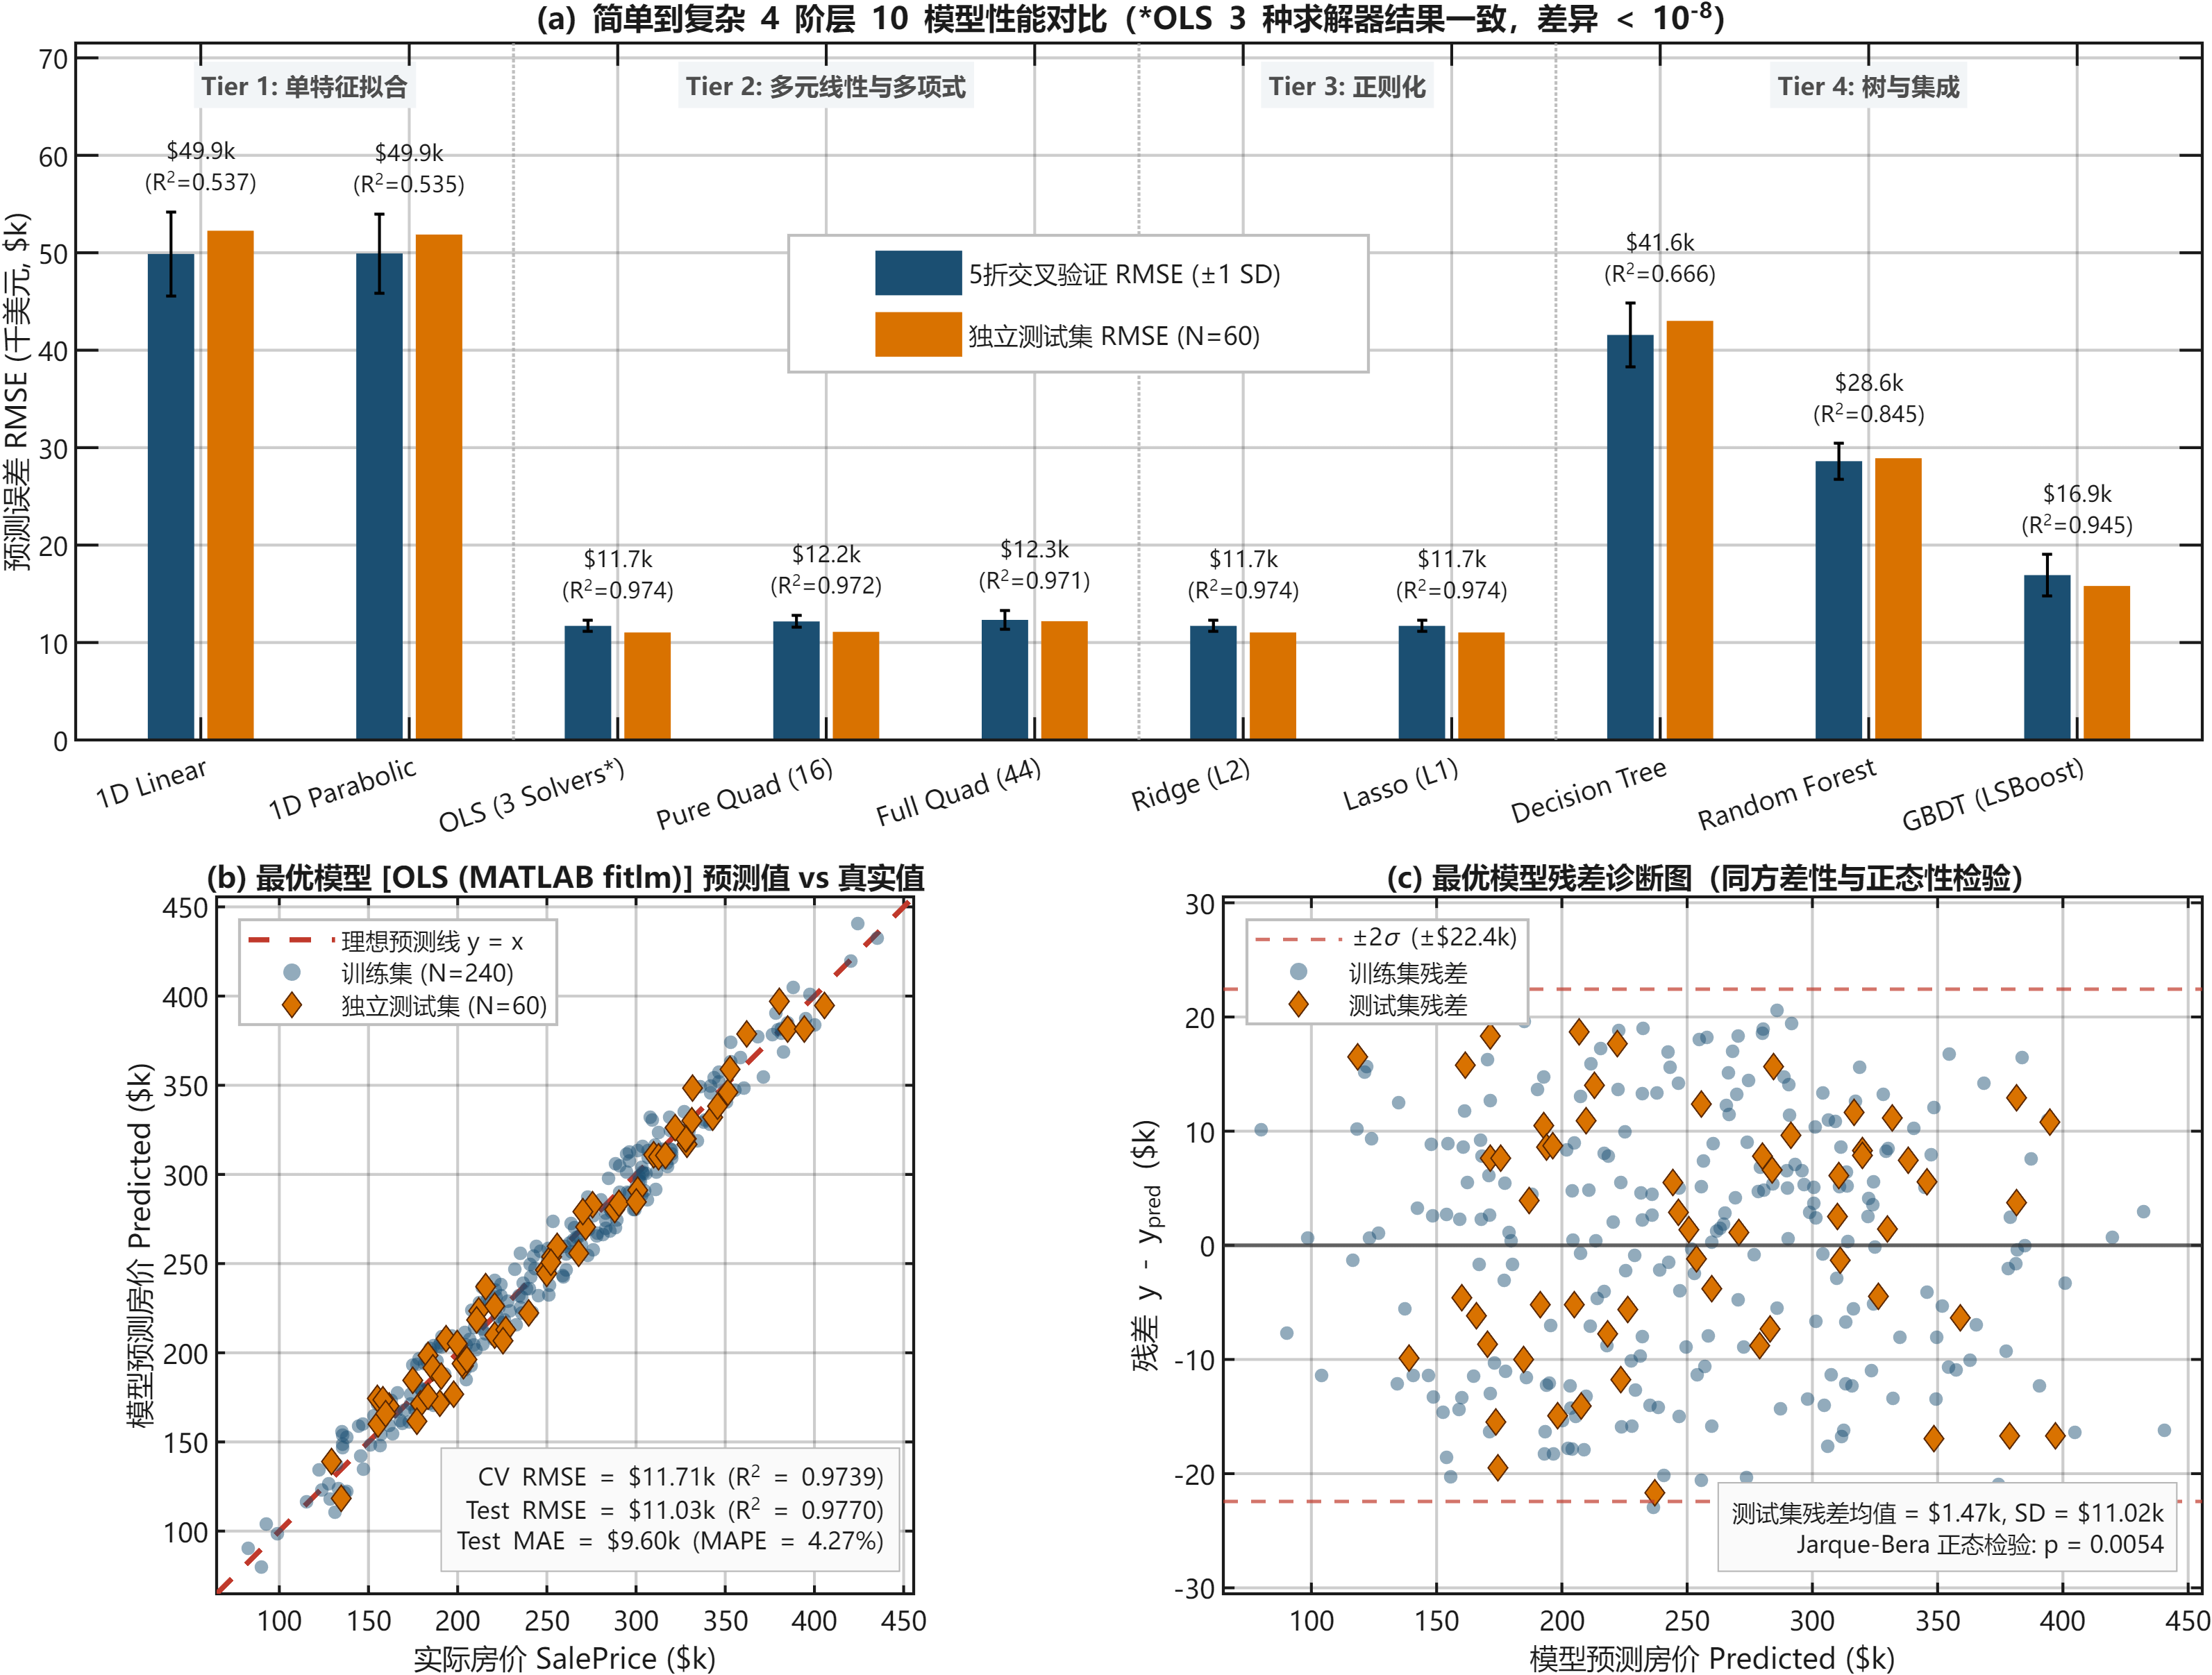 (a) 简单到复杂 4 阶层 10 模型性能对比（*OLS 3 种求解器结果一致，差异 < 10⁻⁸）
预测误差 RMSE (千美元, $k)
70
60
50
40
30
20
10
0
Tier 1: 单特征拟合
Tier 2: 多元线性与多项式
Tier 3: 正则化
Tier 4: 树与集成
$49.9k
(R²=0.537)
$49.9k
(R²=0.535)
$11.7k
(R²=0.974)
$12.2k
(R²=0.972)
$12.3k
(R²=0.971)
$11.7k
(R²=0.974)
$11.7k
(R²=0.974)
$41.6k
(R²=0.666)
$28.6k
(R²=0.845)
$16.9k
(R²=0.945)
5折交叉验证 RMSE (±1 SD)
独立测试集 RMSE (N=60)
1D Linear
1D Parabolic
OLS (3 Solvers*)
Pure Quad (16)
Full Quad (44)
Ridge (L2)
Lasso (L1)
Decision Tree
Random Forest
GBDT (LSBoost)
(b) 最优模型 [OLS (MATLAB fitlm)] 预测值 vs 真实值
模型预测房价 Predicted ($k)
450
400
350
300
250
200
150
100
理想预测线 y = x
训练集 (N=240)
独立测试集 (N=60)
CV RMSE = $11.71k (R² = 0.9739)
Test RMSE = $11.03k (R² = 0.9770)
Test MAE = $9.60k (MAPE = 4.27%)
100 150 200 250 300 350 400 450
实际房价 SalePrice ($k)
(c) 最优模型残差诊断图（同方差性与正态性检验）
残差 y - y_pred ($k)
30
20
10
0
-10
-20
-30
±2σ (±$22.4k)
训练集残差
测试集残差
测试集残差均值 = $1.47k, SD = $11.02k
Jarque-Bera 正态检验: p = 0.0054
100 150 200 250 300 350 400 450
模型预测房价 Predicted ($k)